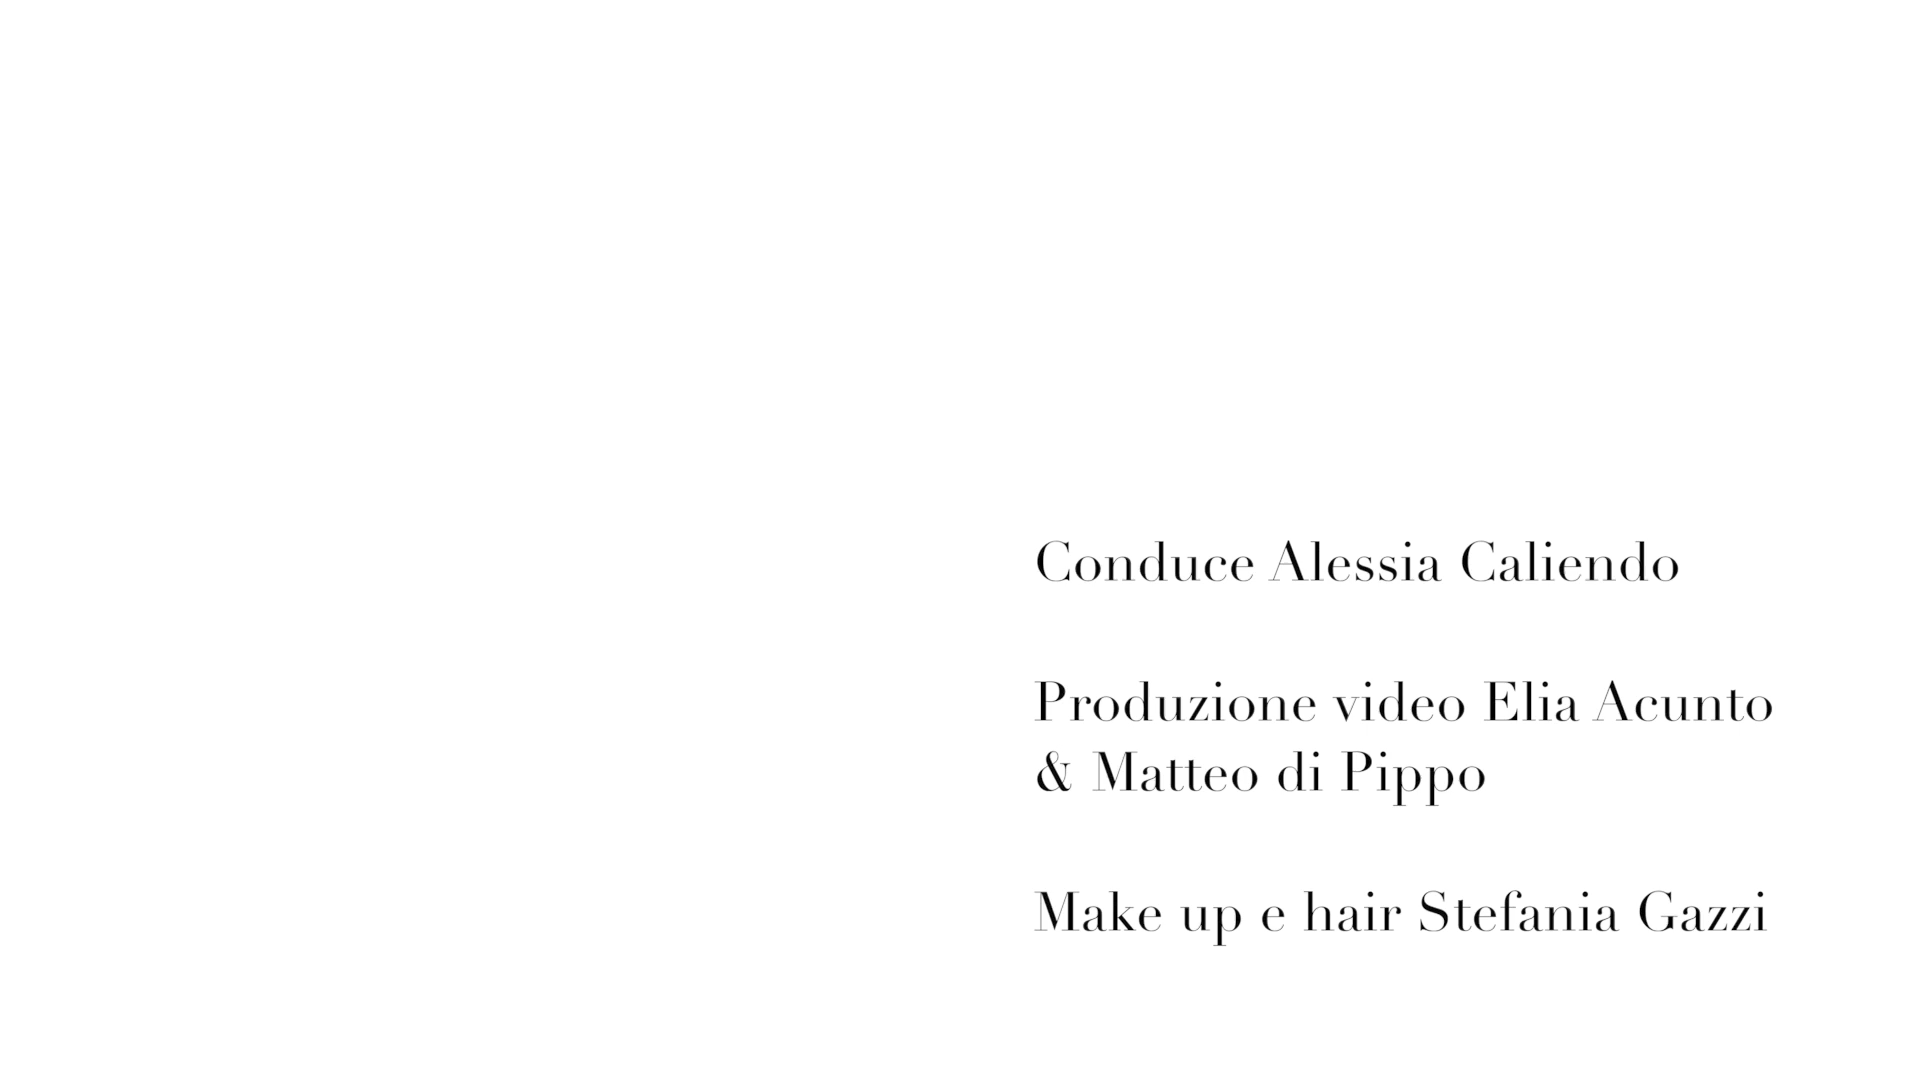 Conduce Alessia Caliendo
Produzione video Elia Acunto
& Matteo di Pippo
Make up e hair Stefania Gazzi